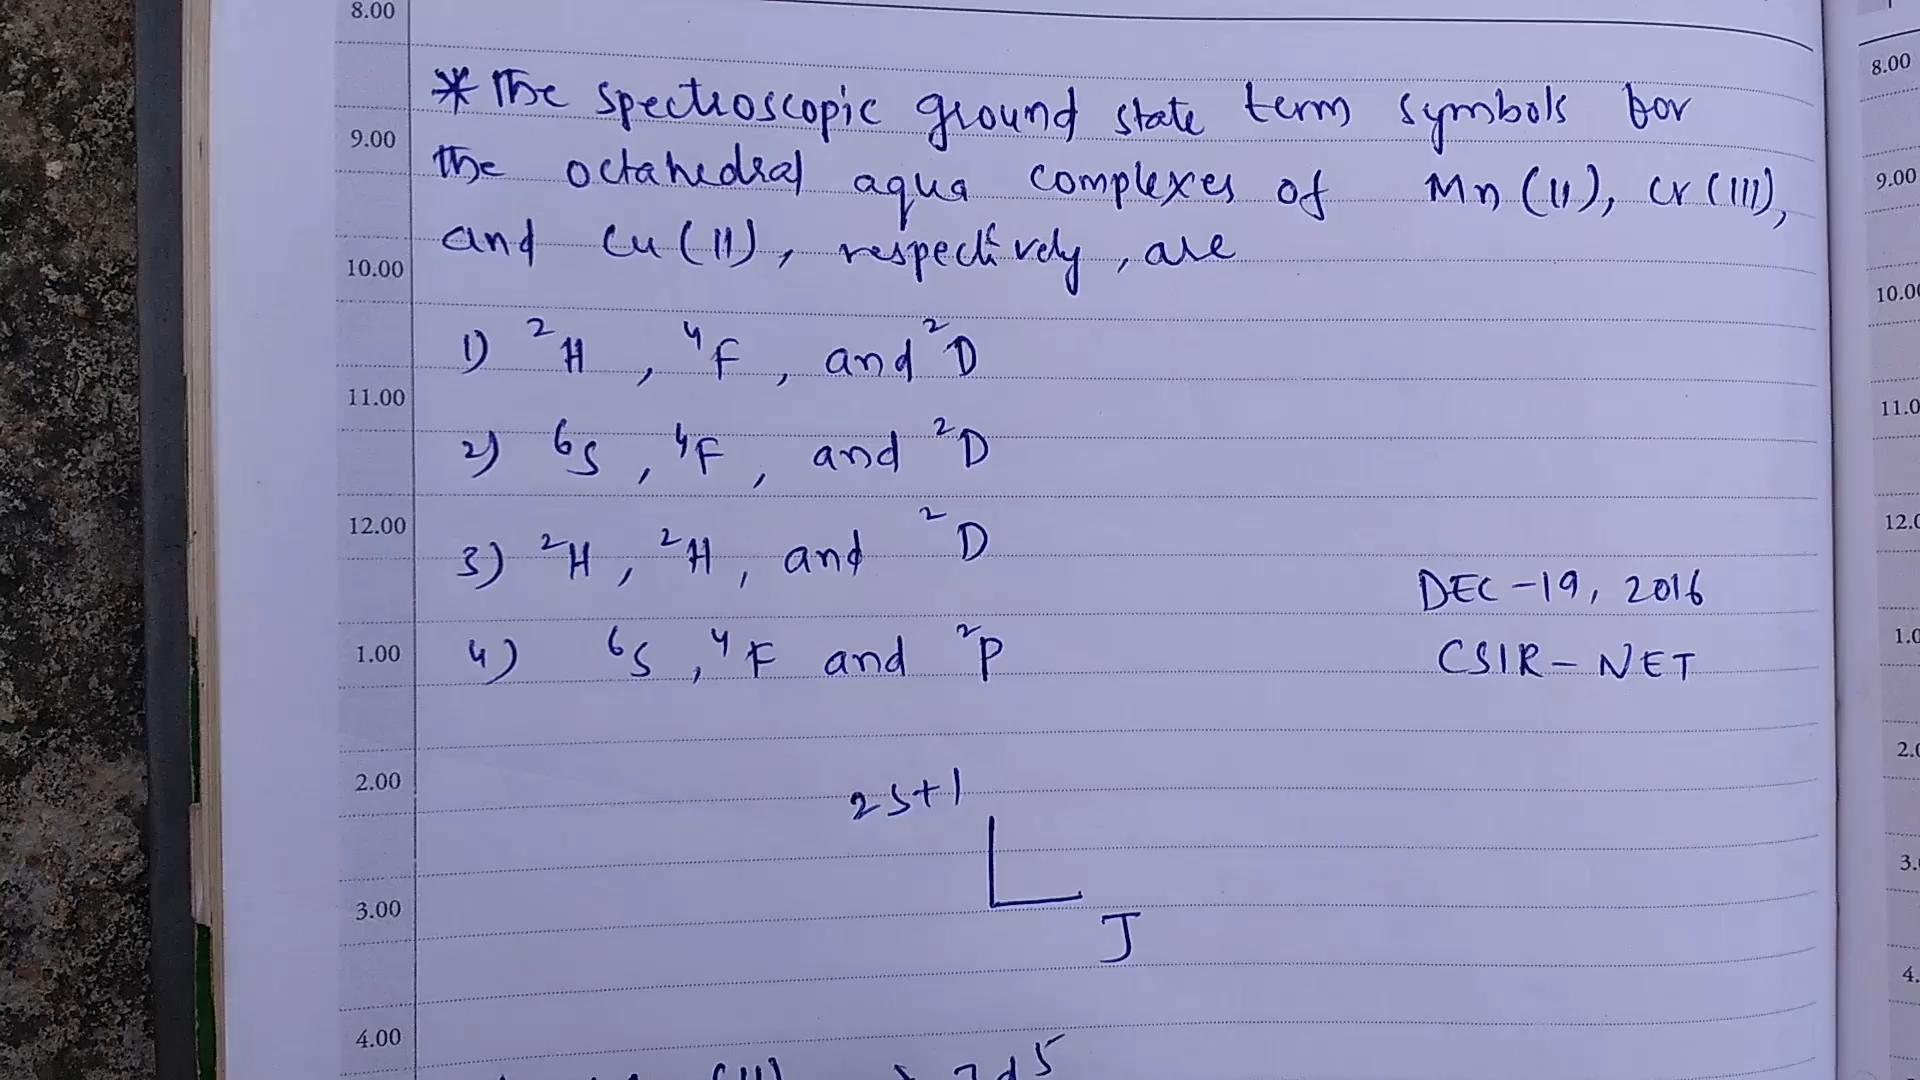 8.00
* The spectroscopic ground state term symbols for
9.00
the octahedral aqua complexes of Mn (II), Cr (III),
and Cu (II), respectively, are
10.00
1) ²H, ⁴F, and ²D
11.00
2) ⁶S, ⁴F, and ²D
12.00
3) ²H, ²H, and ²D
DEC-19, 2016
1.00
4) ⁶S, ⁴F and ²P
CSIR-NET
2.00
2S+1
L
3.00
J
4.00
8.00
9.00